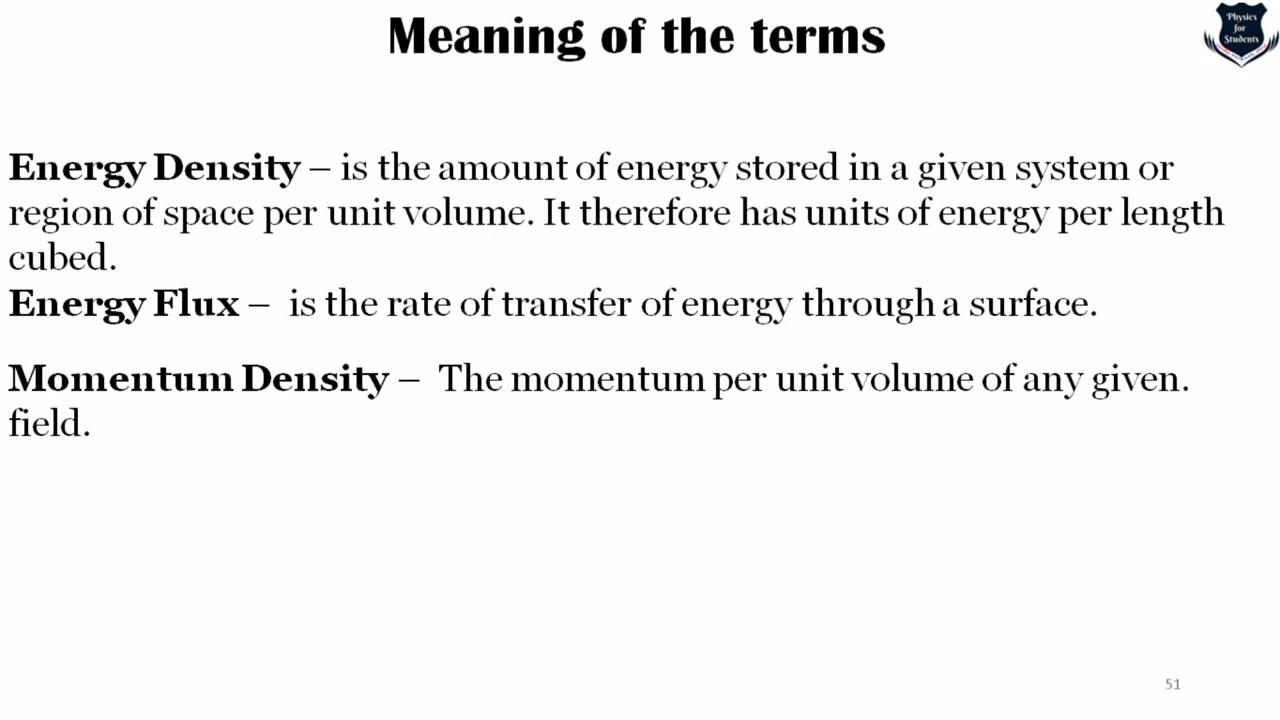 Meaning of the terms
Physics
for
Students
Energy Density – is the amount of energy stored in a given system or
region of space per unit volume. It therefore has units of energy per length
cubed.
Energy Flux – is the rate of transfer of energy through a surface.
Momentum Density – The momentum per unit volume of any given.
field.
51